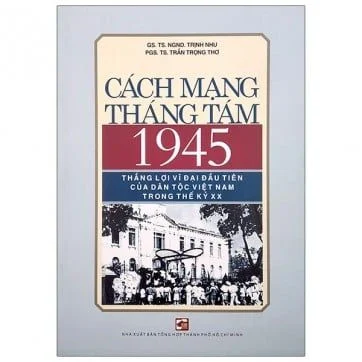 GS. TS. NGND. TRỊNH NHU
PGS. TS. TRẦN TRỌNG THƠ
CÁCH MẠNG
THÁNG TÁM
1945
THẮNG LỢI VĨ ĐẠI ĐẦU TIÊN
CỦA DÂN TỘC VIỆT NAM
TRONG THẾ KỶ XX
NHÀ XUẤT BẢN TỔNG HỢP THÀNH PHỐ HỒ CHÍ MINH